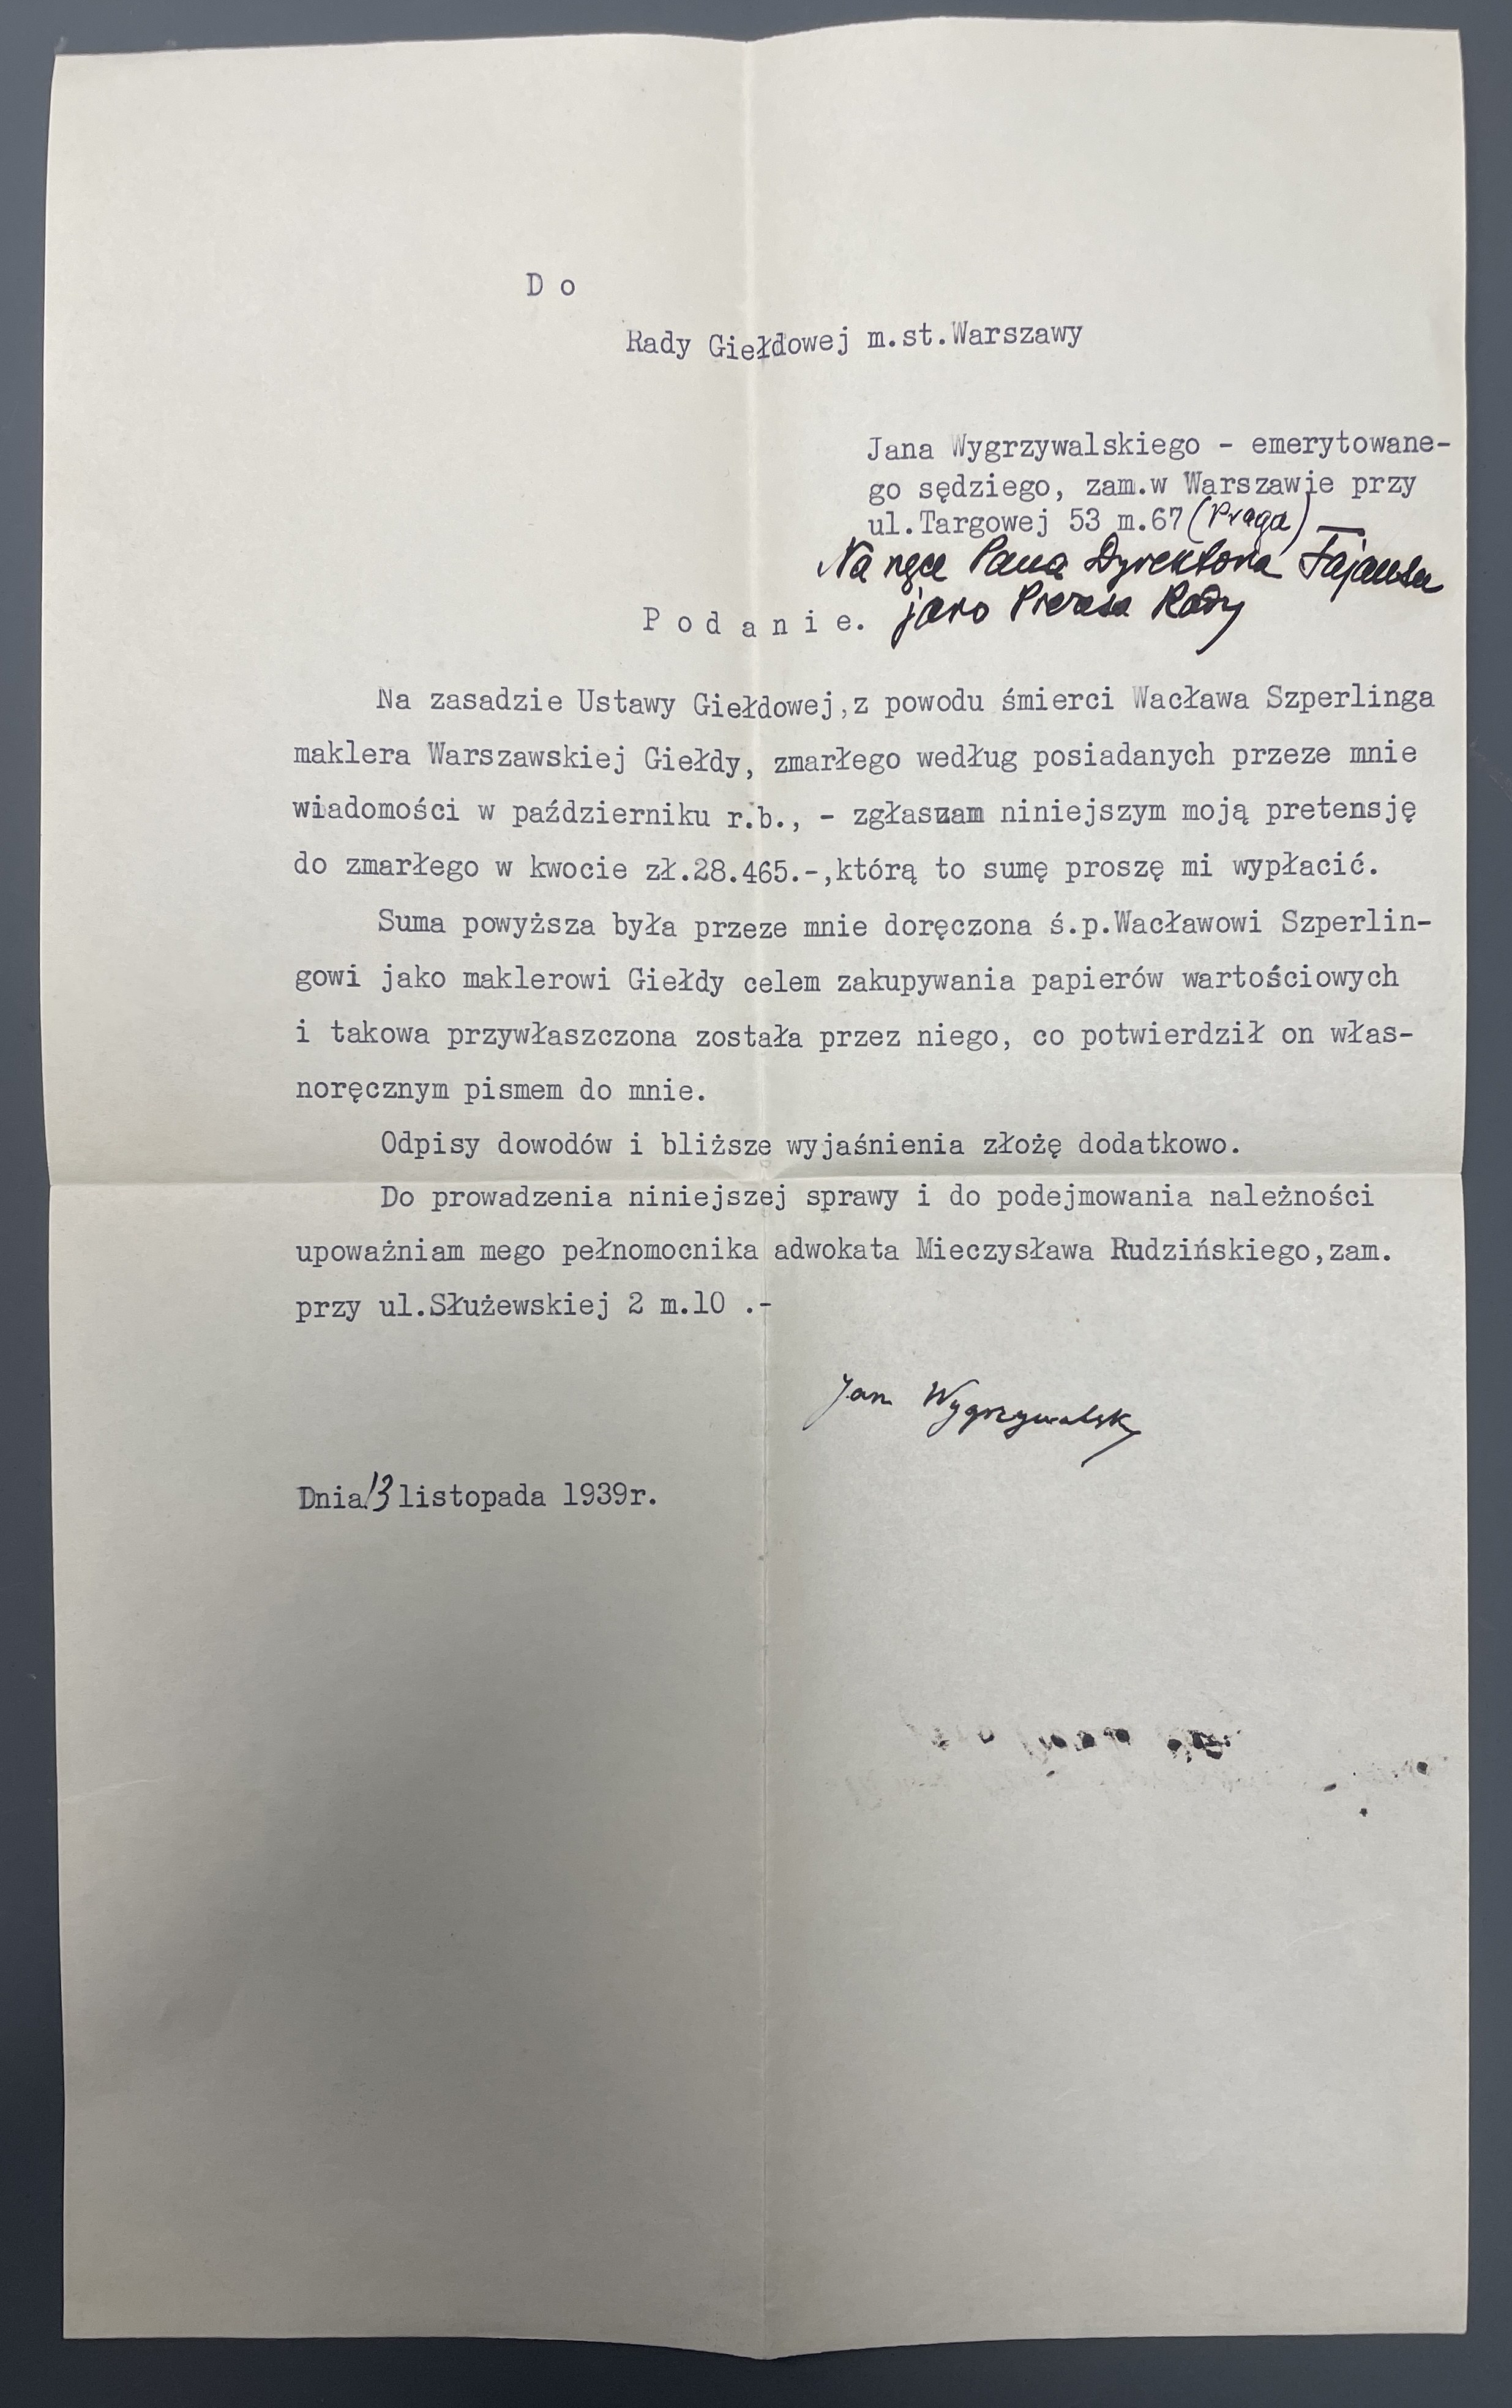 D o
Rady Giełdowej m.st.Warszawy
Jana Wygrzywalskiego - emerytowane-
go sędziego, zam.w Warszawie przy
ul.Targowej 53 m.67 (Praga)
Na ręce Pana Dyrektora Fajansa
jako Prezesa Rady
P o d a n i e.
Na zasadzie Ustawy Giełdowej,z powodu śmierci Wacława Szperlinga
maklera Warszawskiej Giełdy, zmarłego według posiadanych przeze mnie
wiadomości w październiku r.b., - zgłaszam niniejszym moją pretensję
do zmarłego w kwocie zł.28.465.-,którą to sumę proszę mi wypłacić.
Suma powyższa była przeze mnie doręczona ś.p.Wacławowi Szperlin-
gowi jako maklerowi Giełdy celem zakupywania papierów wartościowych
i takowa przywłaszczona została przez niego, co potwierdził on włas-
noręcznym pismem do mnie.
Odpisy dowodów i bliższe wyjaśnienia złożę dodatkowo.
Do prowadzenia niniejszej sprawy i do podejmowania należności
upoważniam mego pełnomocnika adwokata Mieczysława Rudzińskiego,zam.
przy ul.Służewskiej 2 m.10 .-
Jan Wygrzywalski
Dnia 13 listopada 1939r.